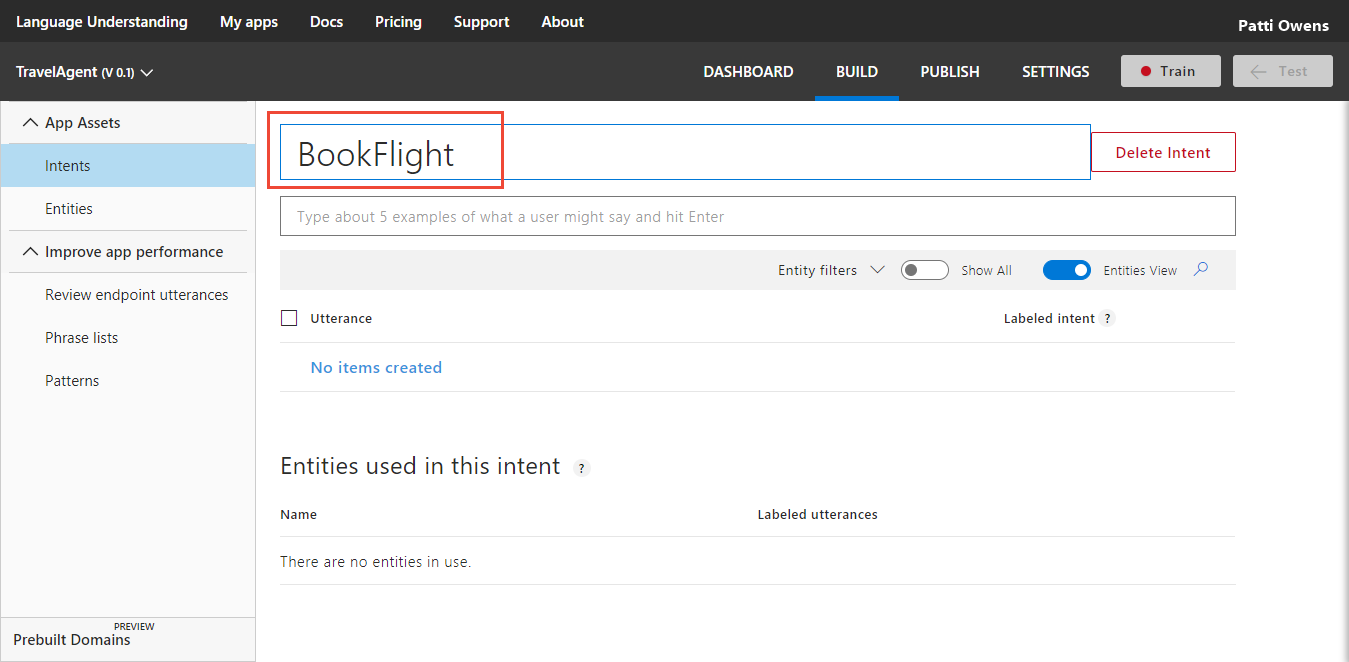 Language Understanding My apps Docs Pricing Support About
Patti Owens
TravelAgent (V 0.1) DASHBOARD BUILD PUBLISH SETTINGS Train Test
App Assets
Intents
Entities
Improve app performance
Review endpoint utterances
Phrase lists
Patterns
PREVIEW
Prebuilt Domains
BookFlight Delete Intent
Type about 5 examples of what a user might say and hit Enter
Entity filters Show All Entities View
Utterance Labeled intent ?
No items created
Entities used in this intent ?
Name Labeled utterances
There are no entities in use.